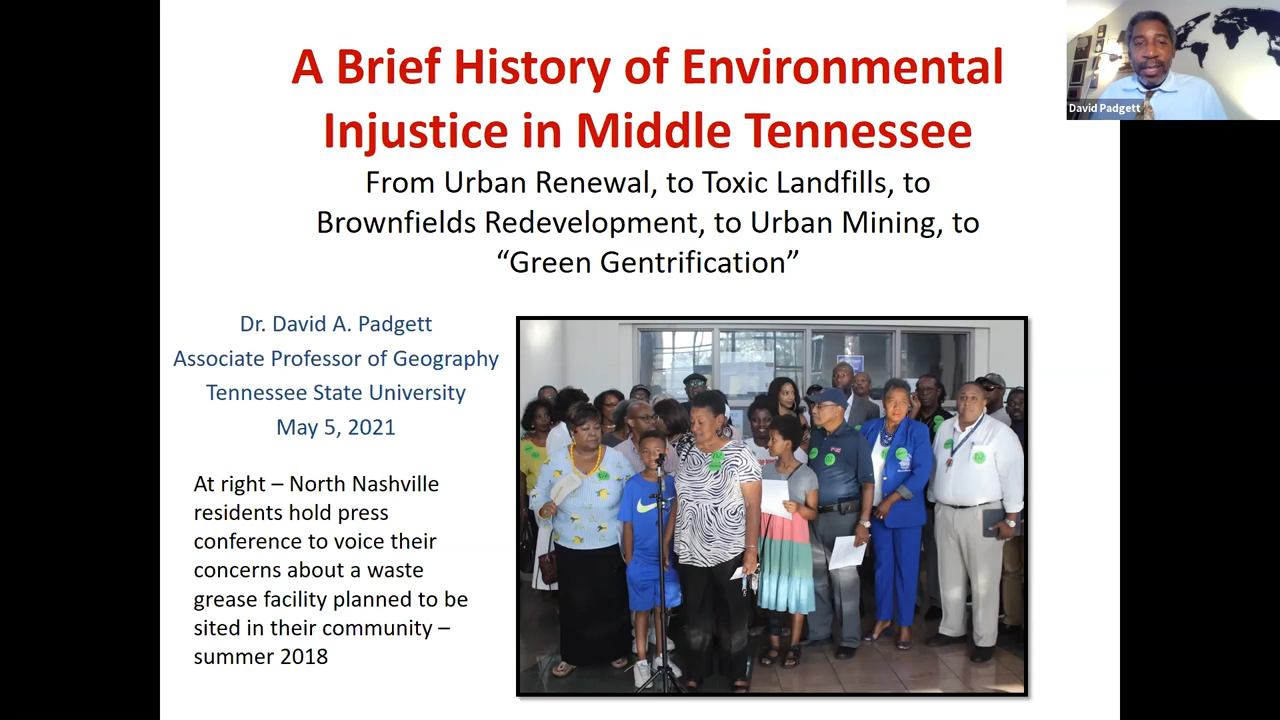 A Brief History of Environmental
Injustice in Middle Tennessee
From Urban Renewal, to Toxic Landfills, to
Brownfields Redevelopment, to Urban Mining, to
“Green Gentrification”
Dr. David A. Padgett
Associate Professor of Geography
Tennessee State University
May 5, 2021
At right – North Nashville
residents hold press
conference to voice their
concerns about a waste
grease facility planned to be
sited in their community –
summer 2018
David Padgett